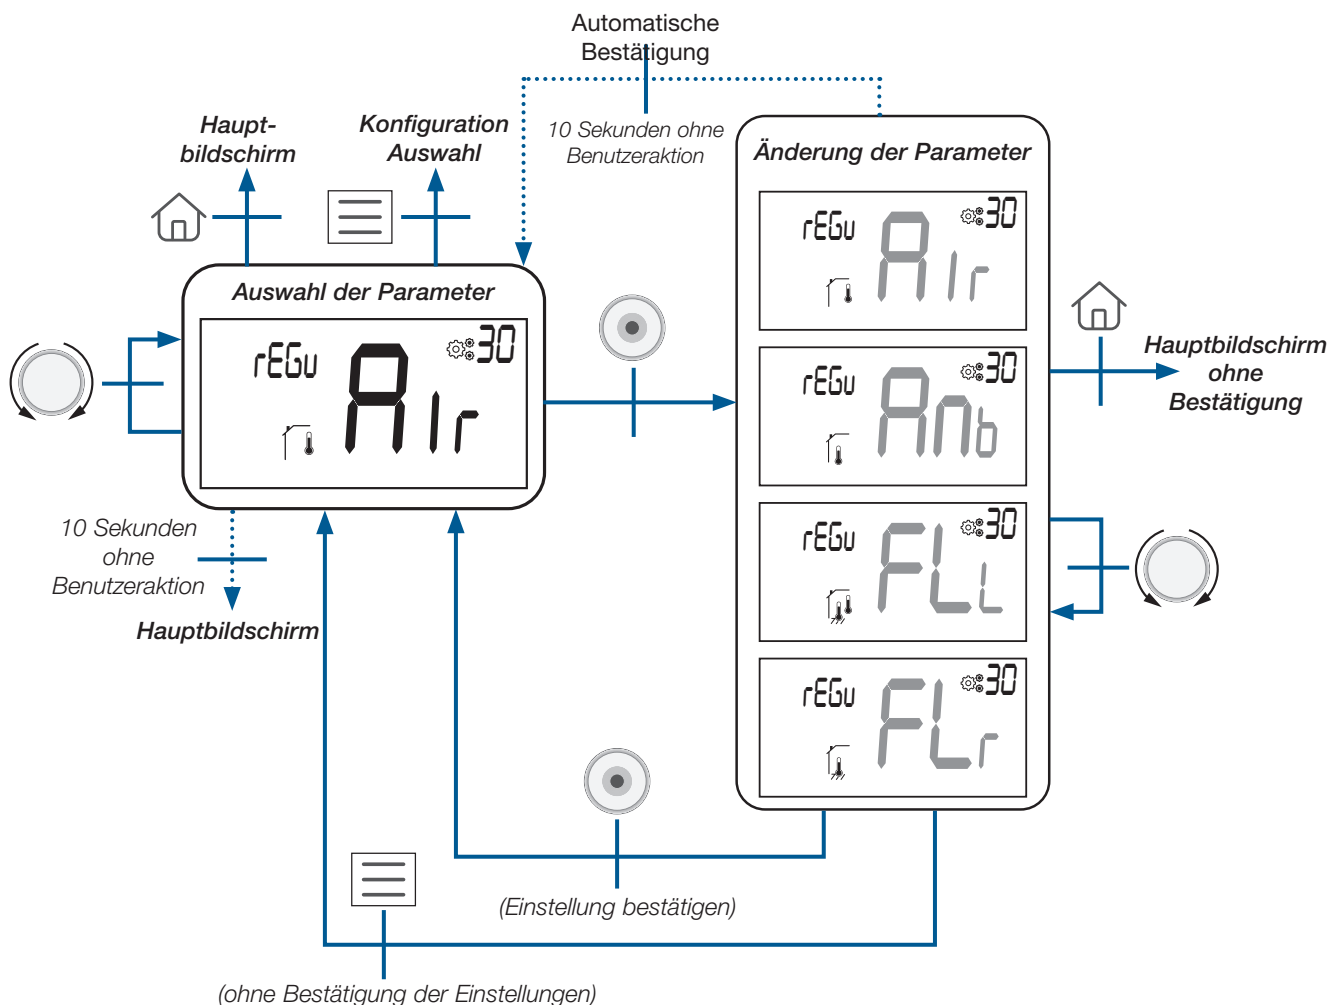 Automatische
Bestätigung
10 Sekunden ohne
Benutzeraktion
Haupt-
bildschirm
Konfiguration
Auswahl
Auswahl der Parameter
rEGu
AIr
30
10 Sekunden
ohne
Benutzeraktion
Hauptbildschirm
Änderung der Parameter
rEGu
AIr
30
rEGu
Anb
30
rEGu
FLL
30
rEGu
FLr
30
Hauptbildschirm
ohne
Bestätigung
(Einstellung bestätigen)
(ohne Bestätigung der Einstellungen)